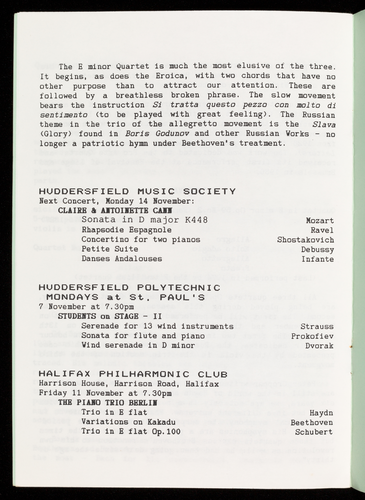 The E minor Quartet is much the most elusive of the three.
It begins, as does the Eroica, with two chords that have no
other purpose than to attract our attention. These are
followed by a breathless broken phrase. The slow movement
bears the instruction Si tratta questo pezzo con molto di
sentimento (to be played with great feeling). The Russian
theme in the trio of the allegretto movement is the Slava
(Glory) found in Boris Godunov and other Russian Works - no
longer a patriotic hymn under Beethoven's treatment.
HUDDERSFIELD MUSIC SOCIETY
Next Concert, Monday 14 November:
CLAIRE & ANTOINETTE CANN
Sonata in D major K448 Mozart
Rhapsodie Espagnole Ravel
Concertino for two pianos Shostakovich
Petite Suite Debussy
Danses Andalouses Infante
HUDDERSFIELD POLYTECHNIC
MONDAYS at St. PAUL'S
7 November at 7.30pm
STUDENTS on STAGE - II
Serenade for 13 wind instruments Strauss
Sonata for flute and piano Prokofiev
Wind serenade in D minor Dvorak
HALIFAX PHILHARMONIC CLUB
Harrison House, Harrison Road, Halifax
Friday 11 November at 7.30pm
THE PIANO TRIO BERLIN
Trio in E flat Haydn
Variations on Kakadu Beethoven
Trio in E flat Op.100 Schubert